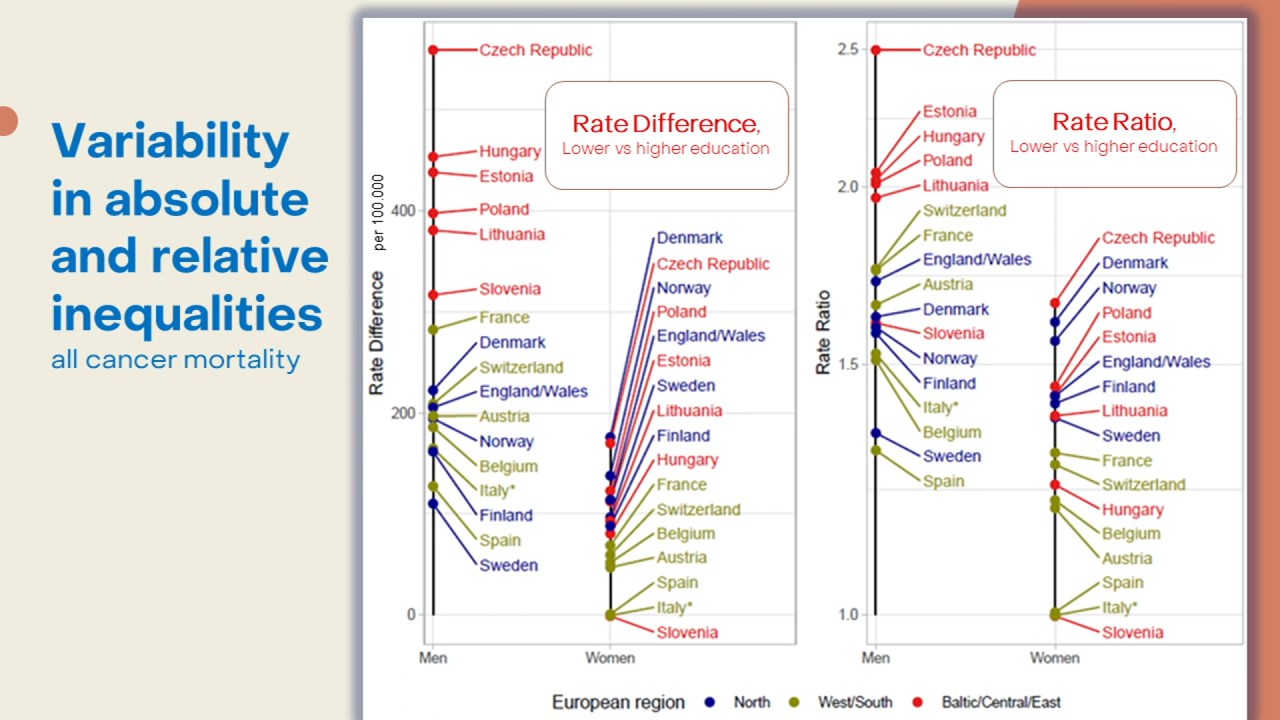 Variability
in absolute
and relative
inequalities
all cancer mortality
Rate Difference per 100.000
400
200
0
Rate Difference,
Lower vs higher education
Czech Republic
Hungary
Estonia
Poland
Lithuania
Slovenia
France
Denmark
Switzerland
England/Wales
Austria
Norway
Belgium
Italy*
Finland
Spain
Sweden
Denmark
Czech Republic
Norway
Poland
England/Wales
Estonia
Sweden
Lithuania
Finland
Hungary
France
Switzerland
Belgium
Austria
Spain
Italy*
Slovenia
Men
Women
Rate Ratio
2.5
2.0
1.5
1.0
Rate Ratio,
Lower vs higher education
Czech Republic
Estonia
Hungary
Poland
Lithuania
Switzerland
France
England/Wales
Austria
Denmark
Slovenia
Norway
Finland
Italy*
Belgium
Sweden
Spain
Czech Republic
Denmark
Norway
Poland
Estonia
England/Wales
Finland
Lithuania
Sweden
France
Switzerland
Hungary
Belgium
Austria
Spain
Italy*
Slovenia
Men
Women
European region
North
West/South
Baltic/Central/East